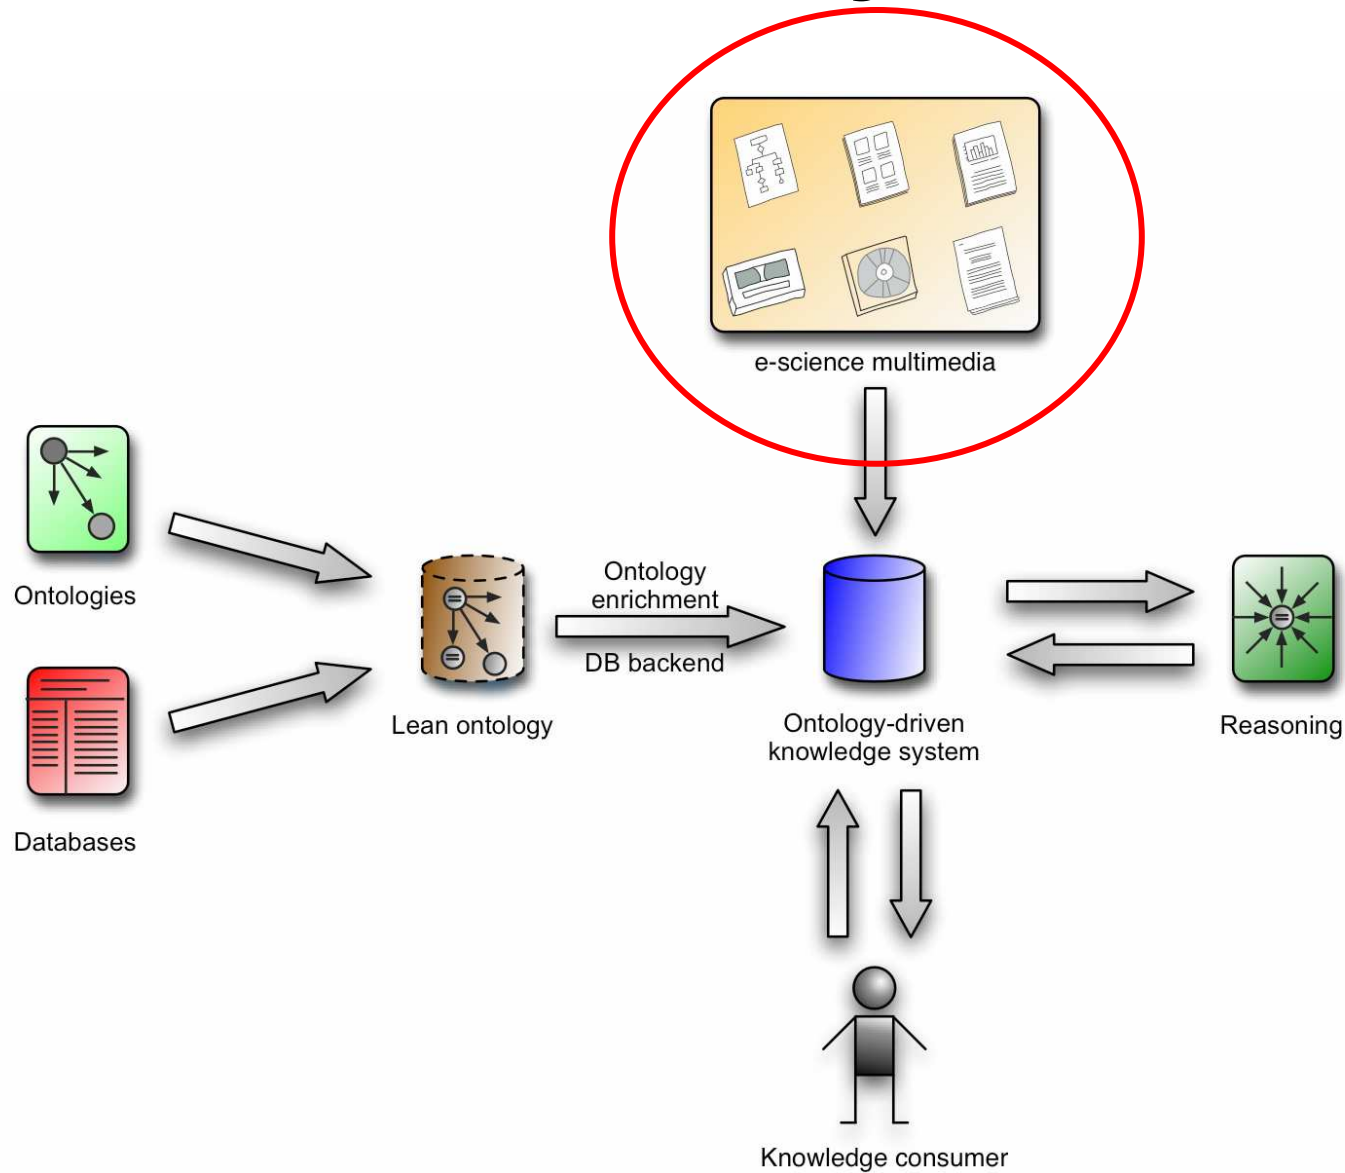 e-science multimedia
Ontologies
Ontology
enrichment
DB backend
Lean ontology
Ontology-driven
knowledge system
Reasoning
Databases
Knowledge consumer